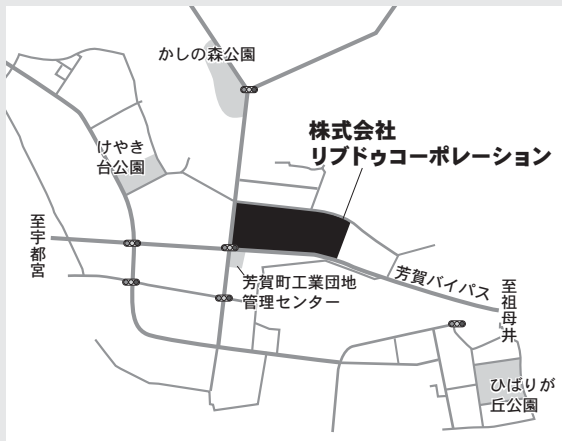 かしの森公園
株式会社
リブドゥコーポレーション
けやき
台公園
至宇都宮
芳賀町工業団地
管理センター
芳賀バイパス
至祖母井
ひばりが
丘公園